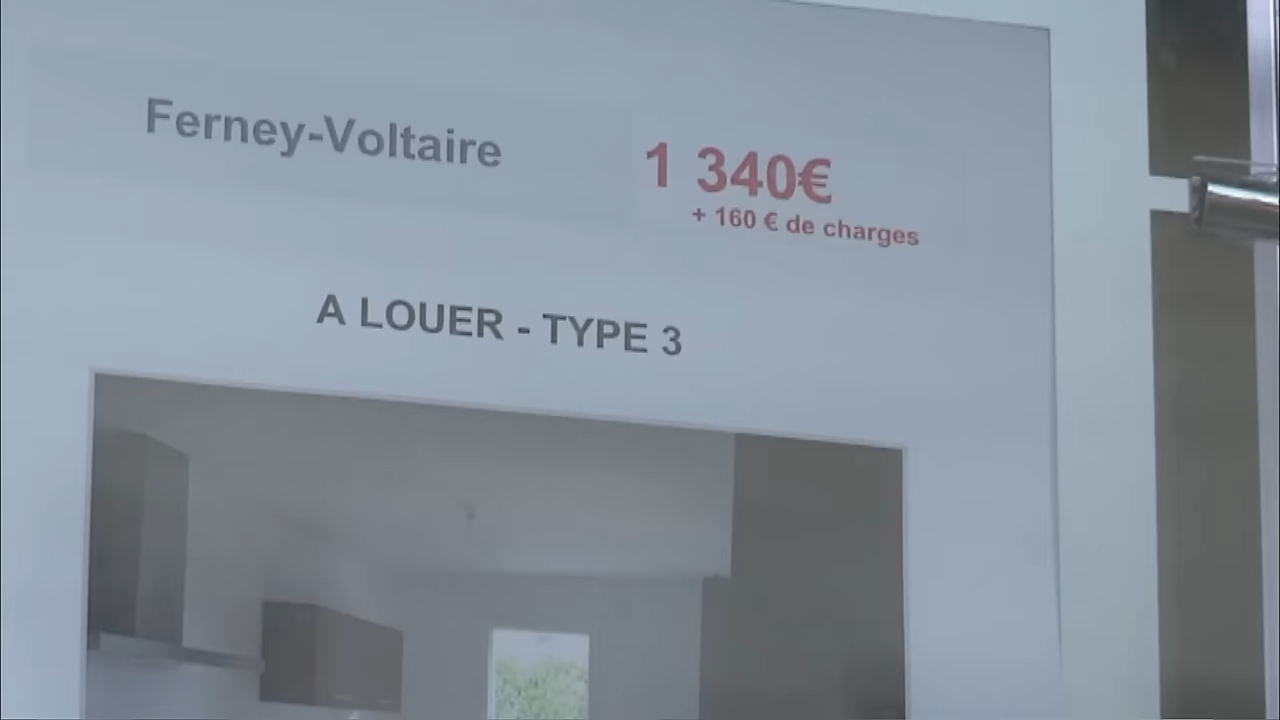 Ferney-Voltaire
1 340€
+ 160 € de charges
A LOUER - TYPE 3